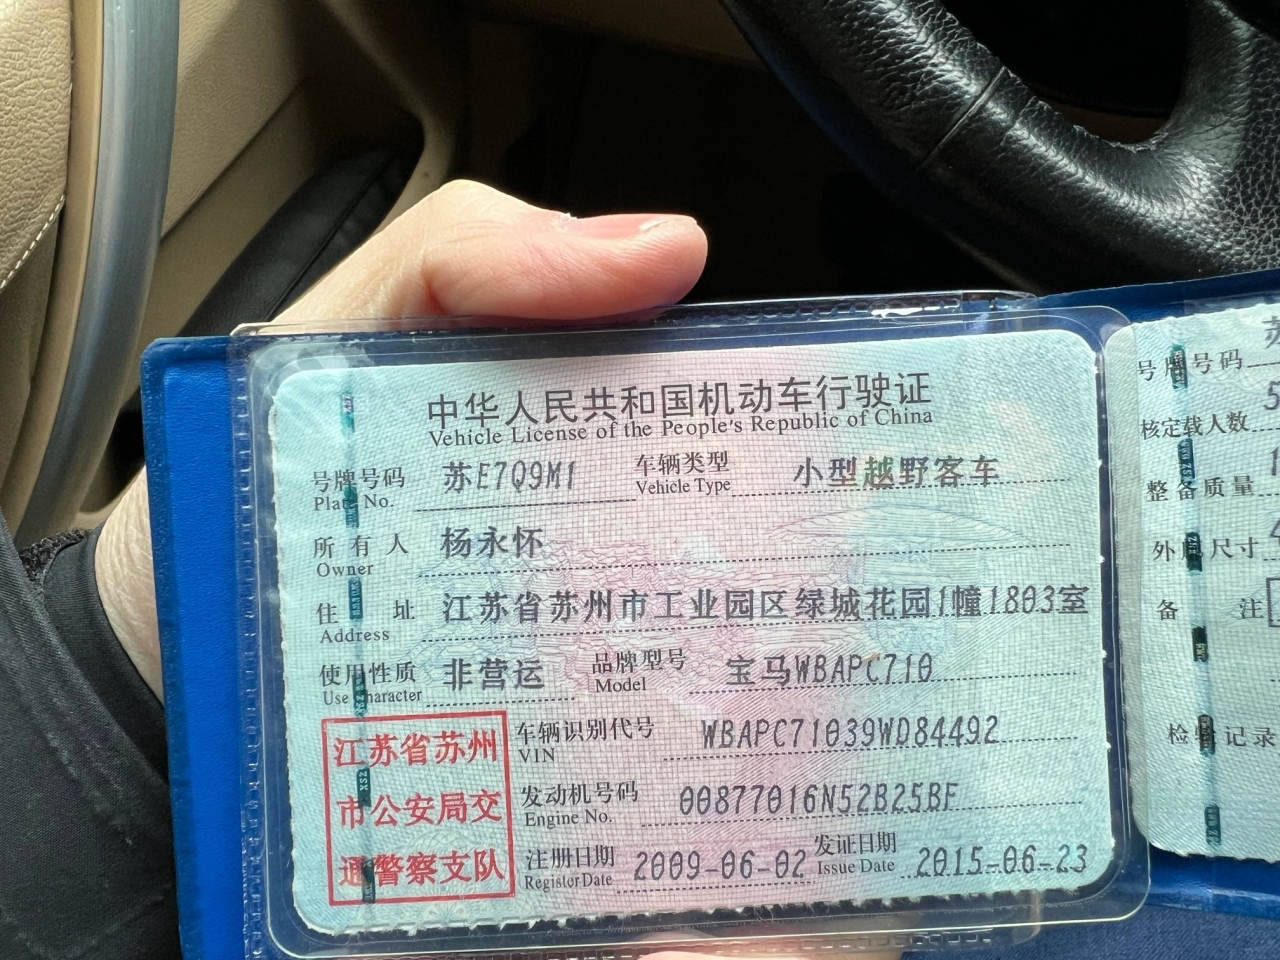 中华人民共和国机动车行驶证
Vehicle License of the People's Republic of China
号牌号码 苏E7Q9M1 车辆类型 小型越野客车
Plate No. Vehicle Type
所有人 杨永怀
Owner
住址 江苏省苏州市工业园区绿城花园1幢1803室
Address
使用性质 非营运 品牌型号 宝马WBAPC710
Use Character Model
江苏省苏州
市公安局交
通警察支队
车辆识别代号 WBAPC71039WD84492
VIN
发动机号码 00877016N52B25BF
Engine No.
注册日期 2009-06-02 发证日期 2015-06-23
Register Date Issue Date
号牌号码 苏
核定载人数 5
整备质量
外廓尺寸
备注
检验记录